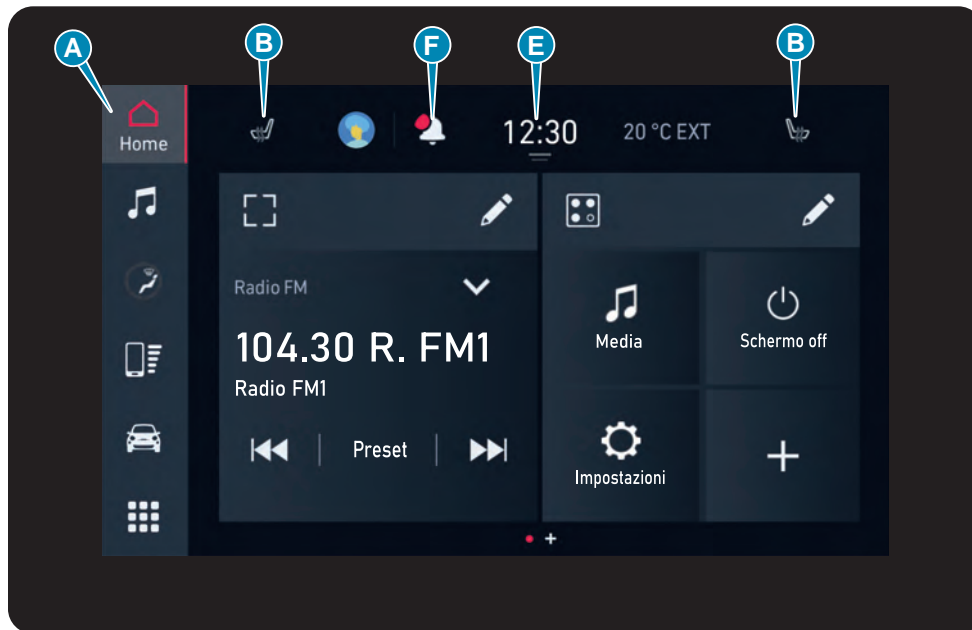 A
B
F
E
B
Home
12:30
20 °C EXT
Radio FM
104.30 R. FM1
Radio FM1
Preset
Media
Schermo off
Impostazioni